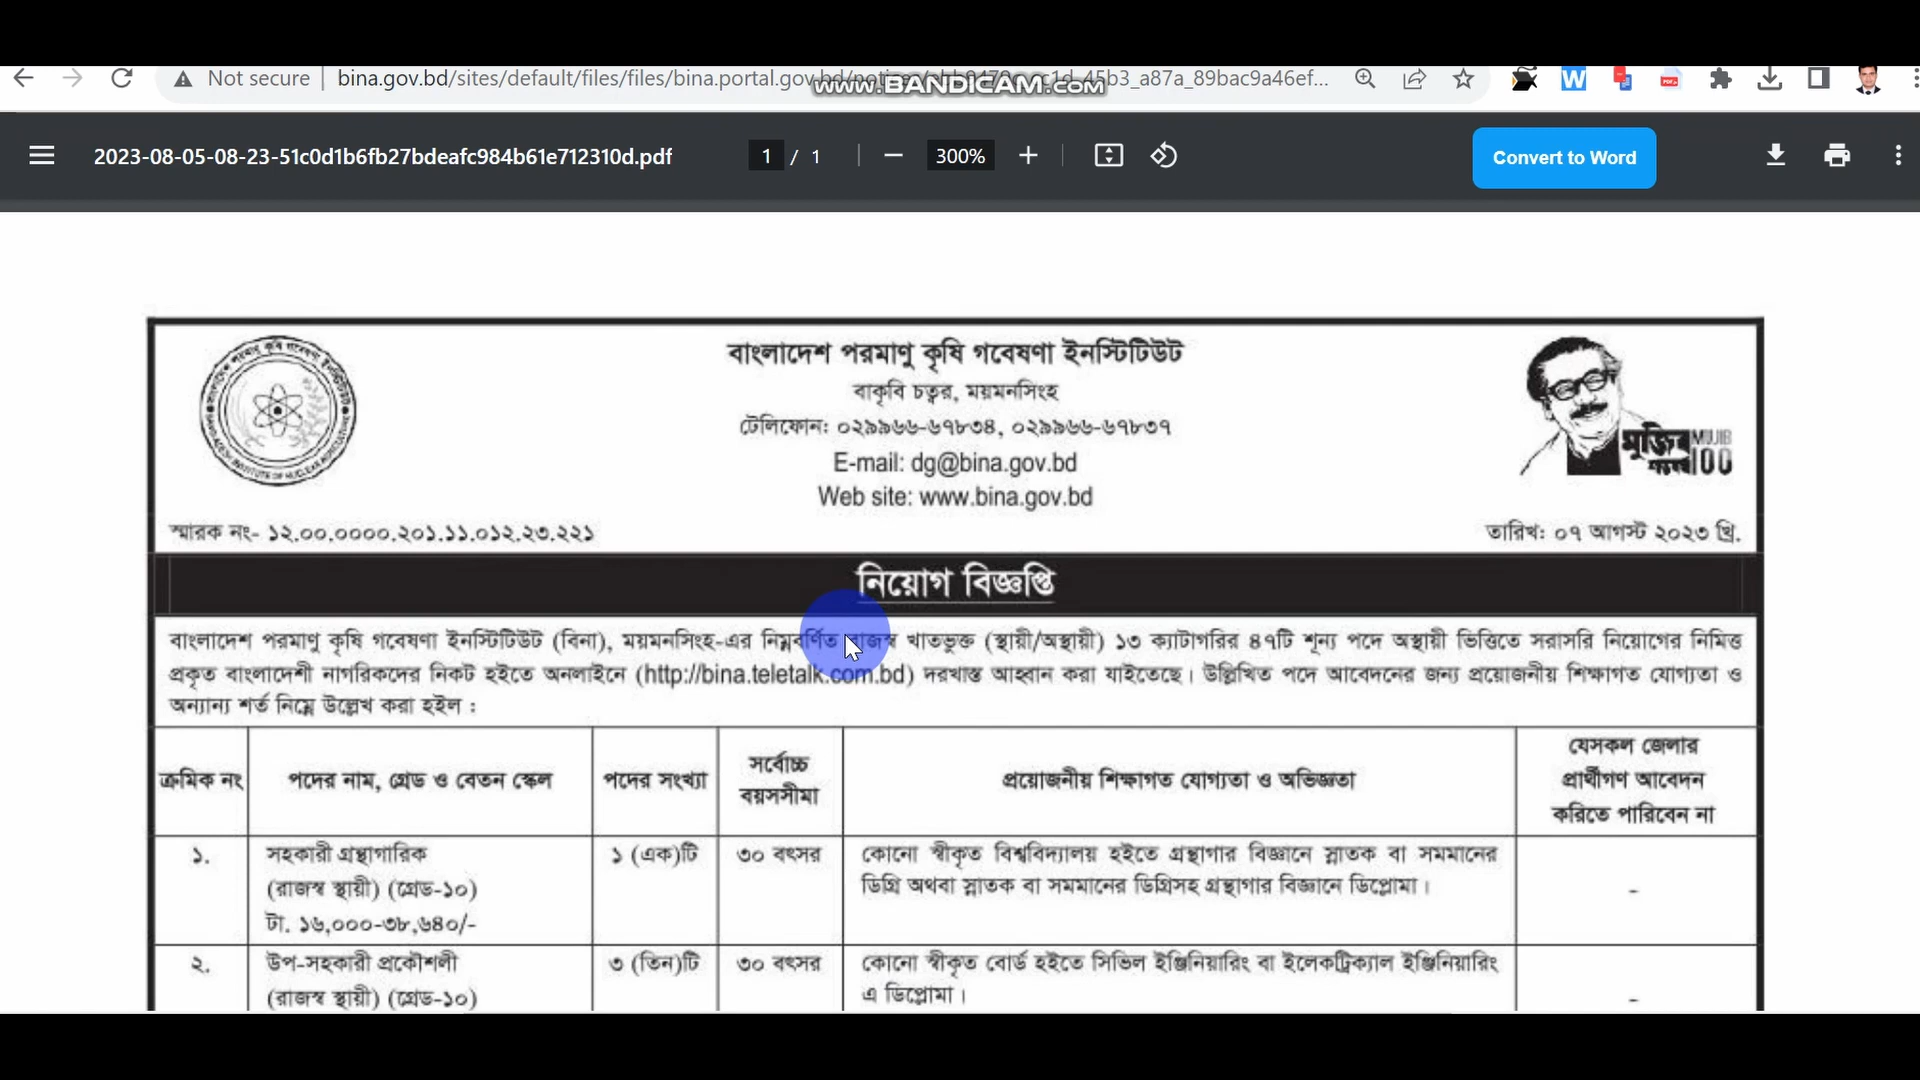 Not secure | bina.gov.bd/sites/default/files/files/bina.portal.gov.bd/
b3_a87a_89bac9a46ef...
www.BANDICAM.com
2023-08-05-08-23-51c0d1b6fb27bdeafc984b61e712310d.pdf 1 / 1 300% Convert to Word
বাংলাদেশ পরমাণু কৃষি গবেষণা ইনস্টিটিউট
বাকৃবি চত্বর, ময়মনসিংহ
টেলিফোন: ০২৯৯৬৬-৬৭৮৩৪, ০২৯৯৬৬-৬৭৮৩৭
E-mail: dg@bina.gov.bd
Web site: www.bina.gov.bd
মুজিব শতবর্ষ MUJIB 100
স্মারক নং- ১২.০০.০০০০.২০১.১১.০১২.২৩.২২১ তারিখ: ০৭ আগস্ট ২০২৩ খ্রি.
নিয়োগ বিজ্ঞপ্তি
বাংলাদেশ পরমাণু কৃষি গবেষণা ইনস্টিটিউট (বিনা), ময়মনসিংহ-এর নিম্নবর্ণিত রাজস্ব খাতভুক্ত (স্থায়ী/অস্থায়ী) ১৩ ক্যাটাগরির ৪৭টি শূন্য পদে অস্থায়ী ভিত্তিতে সরাসরি নিয়োগের নিমিত্ত
প্রকৃত বাংলাদেশী নাগরিকদের নিকট হইতে অনলাইনে (http://bina.teletalk.com.bd) দরখাস্ত আহ্বান করা যাইতেছে। উল্লিখিত পদে আবেদনের জন্য প্রয়োজনীয় শিক্ষাগত যোগ্যতা ও
অন্যান্য শর্ত নিম্নে উল্লেখ করা হইল :
ক্রমিক নং পদের নাম, গ্রেড ও বেতন স্কেল পদের সংখ্যা সর্বোচ্চ বয়সসীমা প্রয়োজনীয় শিক্ষাগত যোগ্যতা ও অভিজ্ঞতা যেসকল জেলার প্রার্থীগণ আবেদন করিতে পারিবেন না
১. সহকারী গ্রন্থাগারিক ১ (এক)টি ৩০ বৎসর কোনো স্বীকৃত বিশ্ববিদ্যালয় হইতে গ্রন্থাগার বিজ্ঞানে স্নাতক বা সমমানের
(রাজস্ব স্থায়ী) (গ্রেড-১০) ডিগ্রি অথবা স্নাতক বা সমমানের ডিগ্রিসহ গ্রন্থাগার বিজ্ঞানে ডিপ্লোমা। -
টা. ১৬,০০০-৩৮,৬৪০/-
২. উপ-সহকারী প্রকৌশলী ৩ (তিন)টি ৩০ বৎসর কোনো স্বীকৃত বোর্ড হইতে সিভিল ইঞ্জিনিয়ারিং বা ইলেকট্রিক্যাল ইঞ্জিনিয়ারিং
(রাজস্ব স্থায়ী) (গ্রেড-১০) এ ডিপ্লোমা। -